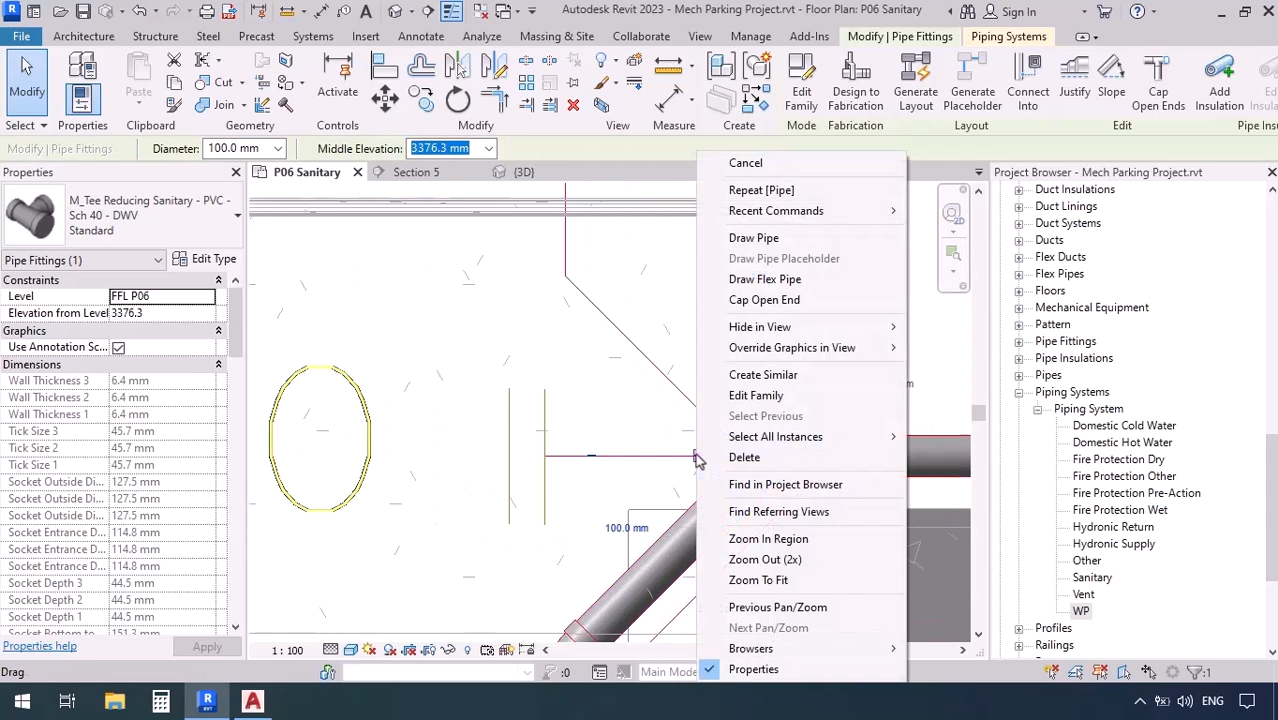 Autodesk Revit 2023 - Mech Parking Project.rvt - Floor Plan: P06 Sanitary
Sign In
File
Architecture
Structure
Steel
Precast
Systems
Insert
Annotate
Analyze
Massing & Site
Collaborate
View
Manage
Add-Ins
Modify | Pipe Fittings
Piping Systems
Modify
Paste
Cut
Join
Activate
Edit
Family
Design to
Fabrication
Generate
Layout
Generate
Placeholder
Connect
Into
Justify
Slope
Cap
Open Ends
Add
Insulation
Select
Properties
Clipboard
Geometry
Controls
Modify
View
Measure
Create
Mode
Fabrication
Layout
Edit
Modify | Pipe Fittings
Diameter:
100.0 mm
Middle Elevation:
3376.3 mm
Properties
P06 Sanitary
Section 5
{3D}
Project Browser - Mech Parking Project.rvt
M_Tee Reducing Sanitary - PVC -
Sch 40 - DWV
Standard
Pipe Fittings (1)
Edit Type
Constraints
Level
FFL P06
Elevation from Level
3376.3
Graphics
Use Annotation Sc...
Dimensions
Wall Thickness 3
6.4 mm
Wall Thickness 2
6.4 mm
Wall Thickness 1
6.4 mm
Tick Size 3
45.7 mm
Tick Size 2
45.7 mm
Tick Size 1
45.7 mm
Socket Outside Di...
127.5 mm
Socket Outside Di...
127.5 mm
Socket Outside Di...
127.5 mm
Socket Entrance D...
114.8 mm
Socket Entrance D...
114.8 mm
Socket Entrance D...
114.8 mm
Socket Depth 3
44.5 mm
Socket Depth 2
44.5 mm
Socket Depth 1
44.5 mm
Properties help
Apply
Drag
100.0 mm
1 : 100
Cancel
Repeat [Pipe]
Recent Commands
Draw Pipe
Draw Pipe Placeholder
Draw Flex Pipe
Cap Open End
Hide in View
Override Graphics in View
Create Similar
Edit Family
Select Previous
Select All Instances
Delete
Find in Project Browser
Find Referring Views
Zoom In Region
Zoom Out (2x)
Zoom To Fit
Previous Pan/Zoom
Next Pan/Zoom
Browsers
Properties
Duct Insulations
Duct Linings
Duct Systems
Ducts
Flex Ducts
Flex Pipes
Floors
Mechanical Equipment
Pattern
Pipe Fittings
Pipe Insulations
Pipes
Piping Systems
Piping System
Domestic Cold Water
Domestic Hot Water
Fire Protection Dry
Fire Protection Other
Fire Protection Pre-Action
Fire Protection Wet
Hydronic Return
Hydronic Supply
Other
Sanitary
Vent
WP
Profiles
Railings
:0
:1
ENG